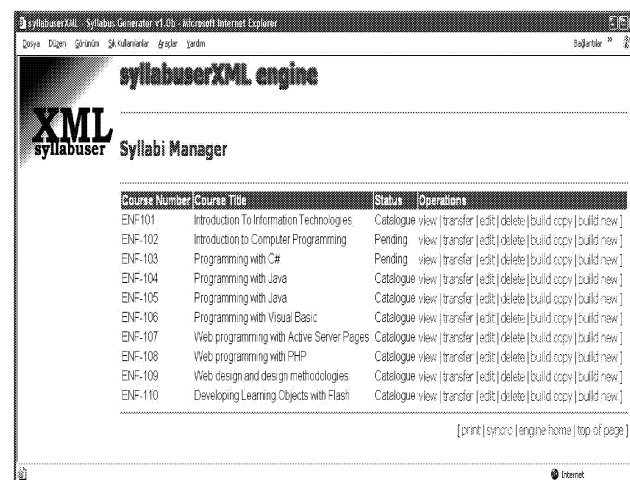 syllabuserXML - Syllabus Generator v1.0b - Microsoft Internet Explorer
Dosya Düzen Görünüm Sık Kullanılanlar Araçlar Yardım Bağlantılar »
syllabuserXML engine
XML
syllabuser
Syllabi Manager
Course Number Course Title Status Operations
ENF101 Introduction To Information Technologies Catalogue view | transfer | edit | delete | build copy | build new ]
ENF-102 Introduction to Computer Programming Pending view | transfer | edit | delete | build copy | build new ]
ENF-103 Programming with C# Pending view | transfer | edit | delete | build copy | build new ]
ENF-104 Programming with Java Catalogue view | transfer | edit | delete | build copy | build new ]
ENF-105 Programming with Java Catalogue view | transfer | edit | delete | build copy | build new ]
ENF-106 Programming with Visual Basic Catalogue view | transfer | edit | delete | build copy | build new ]
ENF-107 Web programming with Active Server Pages Catalogue view | transfer | edit | delete | build copy | build new ]
ENF-108 Web programming with PHP Catalogue view | transfer | edit | delete | build copy | build new ]
ENF-109 Web design and design methodologies Catalogue view | transfer | edit | delete | build copy | build new ]
ENF-110 Developing Learning Objects with Flash Catalogue view | transfer | edit | delete | build copy | build new ]
[ print | syncro | engine home | top of page ]
Internet